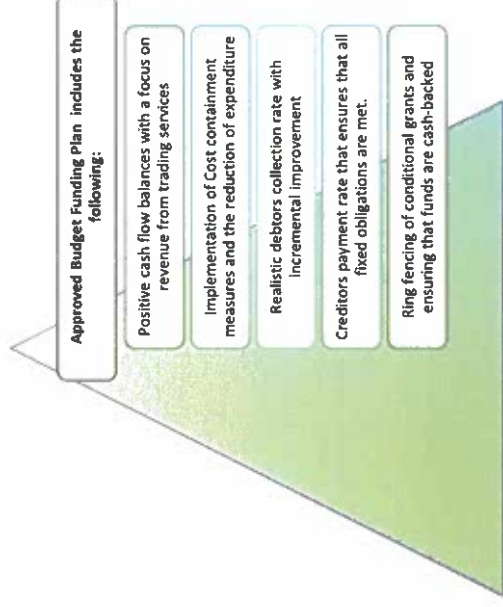 Approved Budget Funding Plan includes the
following:
Positive cash flow balances with a focus on
revenue from trading services
Implementation of Cost containment
measures and the reduction of expenditure
Realistic debtors collection rate with
incremental improvement
Creditors payment rate that ensures that all
fixed obligations are met.
Ring fencing of conditional grants and
ensuring that funds are cash-backed